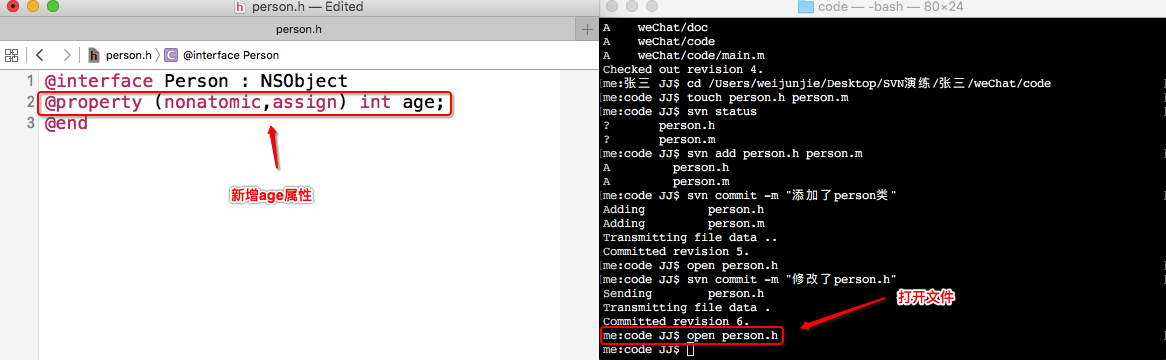 person.h — Edited
person.h
person.h
@interface Person
1 @interface Person : NSObject
2 @property (nonatomic,assign) int age;
3 @end
新增age属性
code — -bash — 80×24
A    weChat/doc
A    weChat/code
A    weChat/code/main.m
Checked out revision 4.
[me:张三 JJ$ cd /Users/weijunjie/Desktop/SVN演练/张三/weChat/code
[me:code JJ$ touch person.h person.m
[me:code JJ$ svn status
?       person.h
?       person.m
[me:code JJ$ svn add person.h person.m
A         person.h
A         person.m
[me:code JJ$ svn commit -m "添加了person类"
Adding         person.h
Adding         person.m
Transmitting file data ..
Committed revision 5.
[me:code JJ$ open person.h
[me:code JJ$ svn commit -m "修改了person.h"
Sending        person.h
Transmitting file data .
Committed revision 6.
me:code JJ$ open person.h
me:code JJ$
打开文件